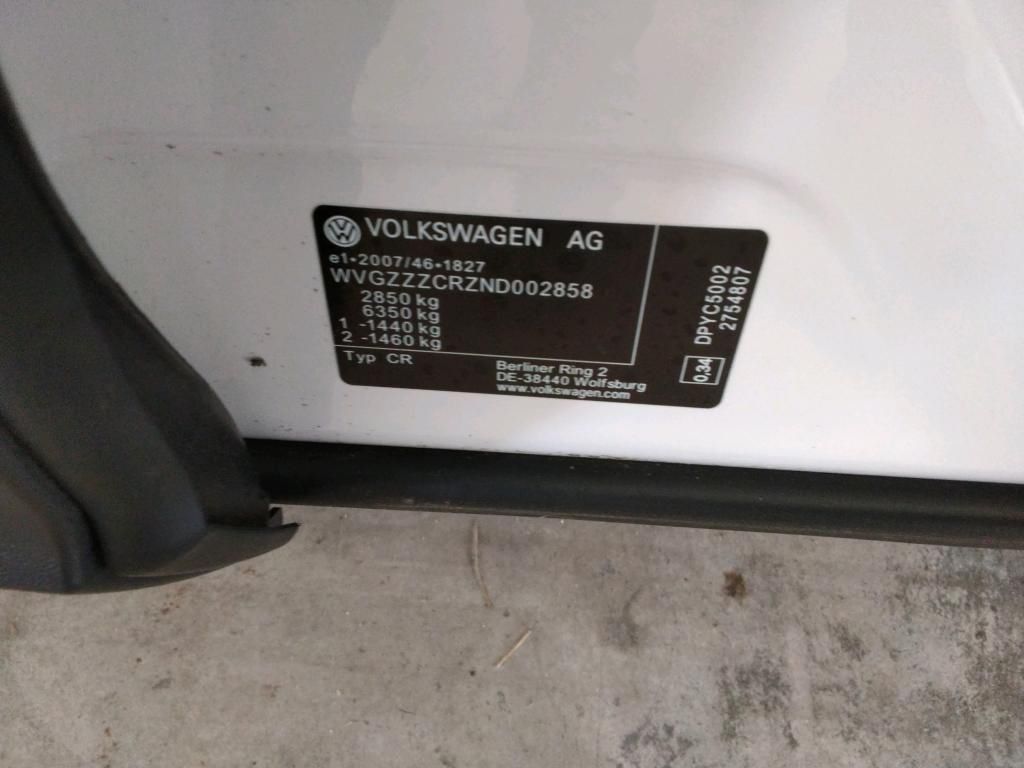 VOLKSWAGEN AG
e1*2007/46*1827
WVGZZZCRZND002858
2850 kg
6350 kg
1 -1440 kg
2 -1460 kg
Typ CR
Berliner Ring 2
DE-38440 Wolfsburg
www.volkswagen.com
DPYC5002
2754807
0,34